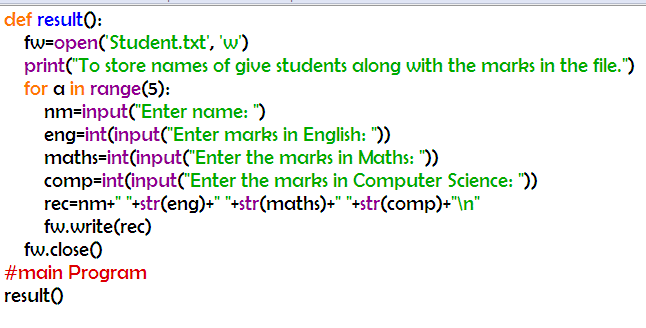 def result():
    fw=open('Student.txt', 'w')
    print("To store names of give students along with the marks in the file.")
    for a in range(5):
        nm=input("Enter name: ")
        eng=int(input("Enter marks in English: "))
        maths=int(input("Enter the marks in Maths: "))
        comp=int(input("Enter the marks in Computer Science: "))
        rec=nm+" "+str(eng)+" "+str(maths)+" "+str(comp)+"\n"
        fw.write(rec)
    fw.close()
#main Program
result()